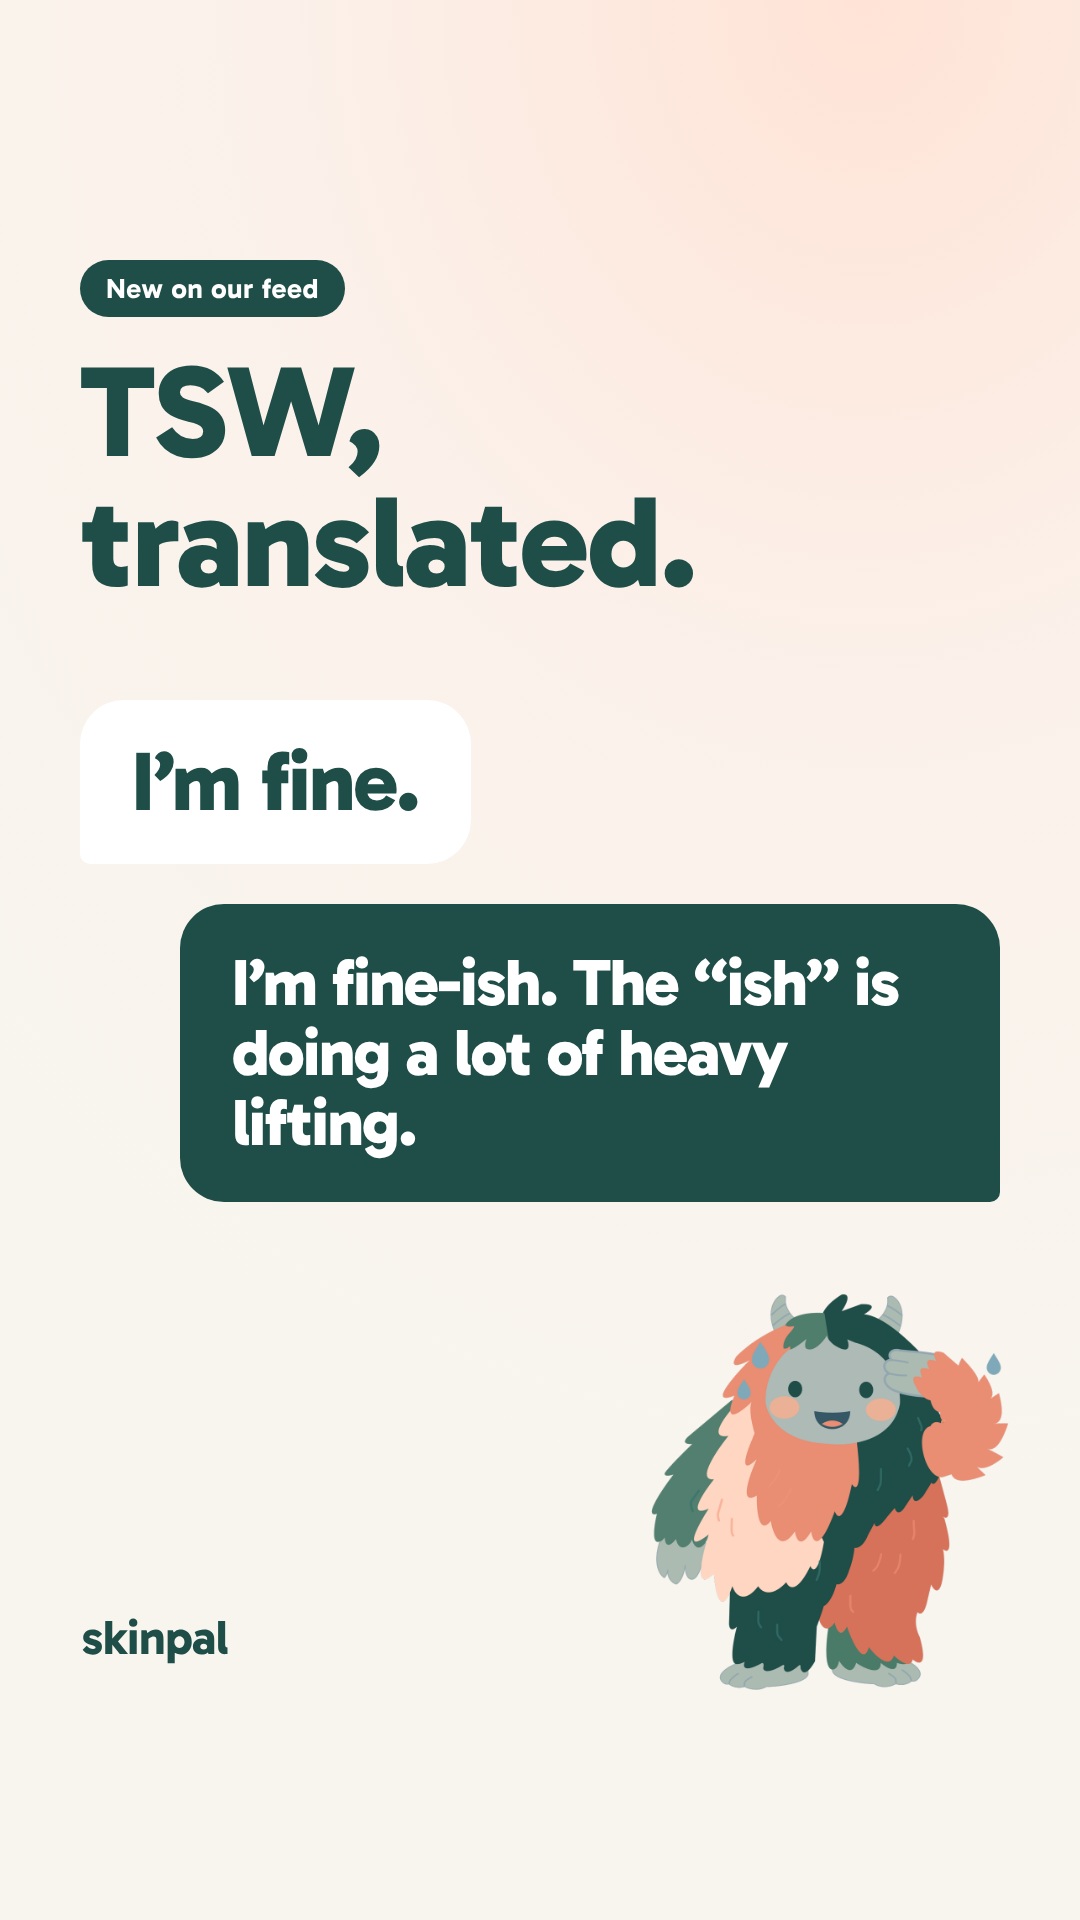 New on our feed
TSW,
translated.
I’m fine.
I’m fine-ish. The “ish” is
doing a lot of heavy
lifting.
skinpal